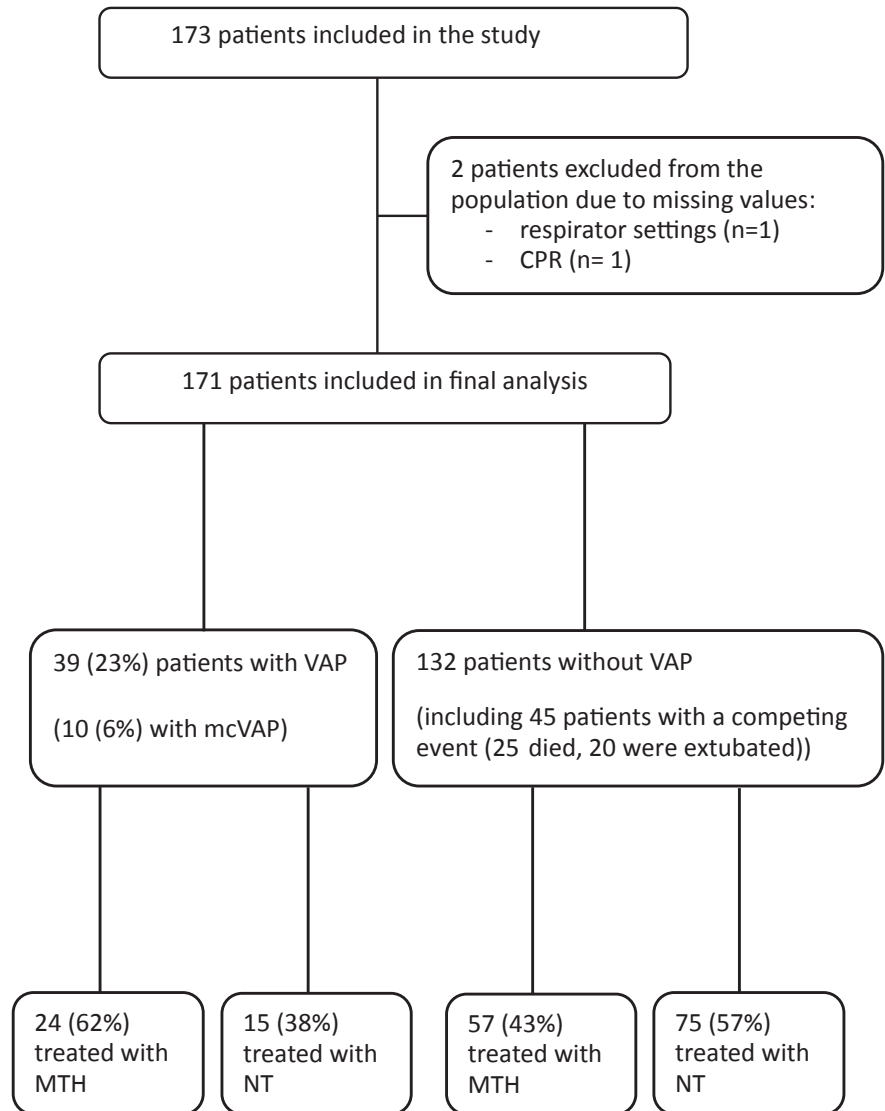 173 patients included in the study
2 patients excluded from the
population due to missing values:
- respirator settings (n=1)
- CPR (n= 1)
171 patients included in final analysis
39 (23%) patients with VAP
(10 (6%) with mcVAP)
132 patients without VAP
(including 45 patients with a competing
event (25 died, 20 were extubated))
24 (62%)
treated with
MTH
15 (38%)
treated with
NT
57 (43%)
treated with
MTH
75 (57%)
treated with
NT